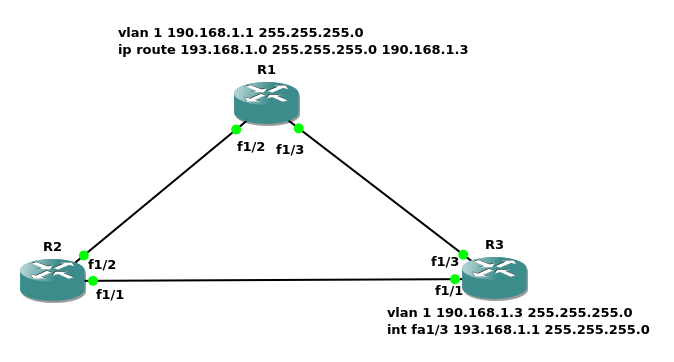 vlan 1 190.168.1.1 255.255.255.0
ip route 193.168.1.0 255.255.255.0 190.168.1.3
R1
f1/2 f1/3
R2
R3
f1/2
f1/3
f1/1
f1/1
vlan 1 190.168.1.3 255.255.255.0
int fa1/3 193.168.1.1 255.255.255.0